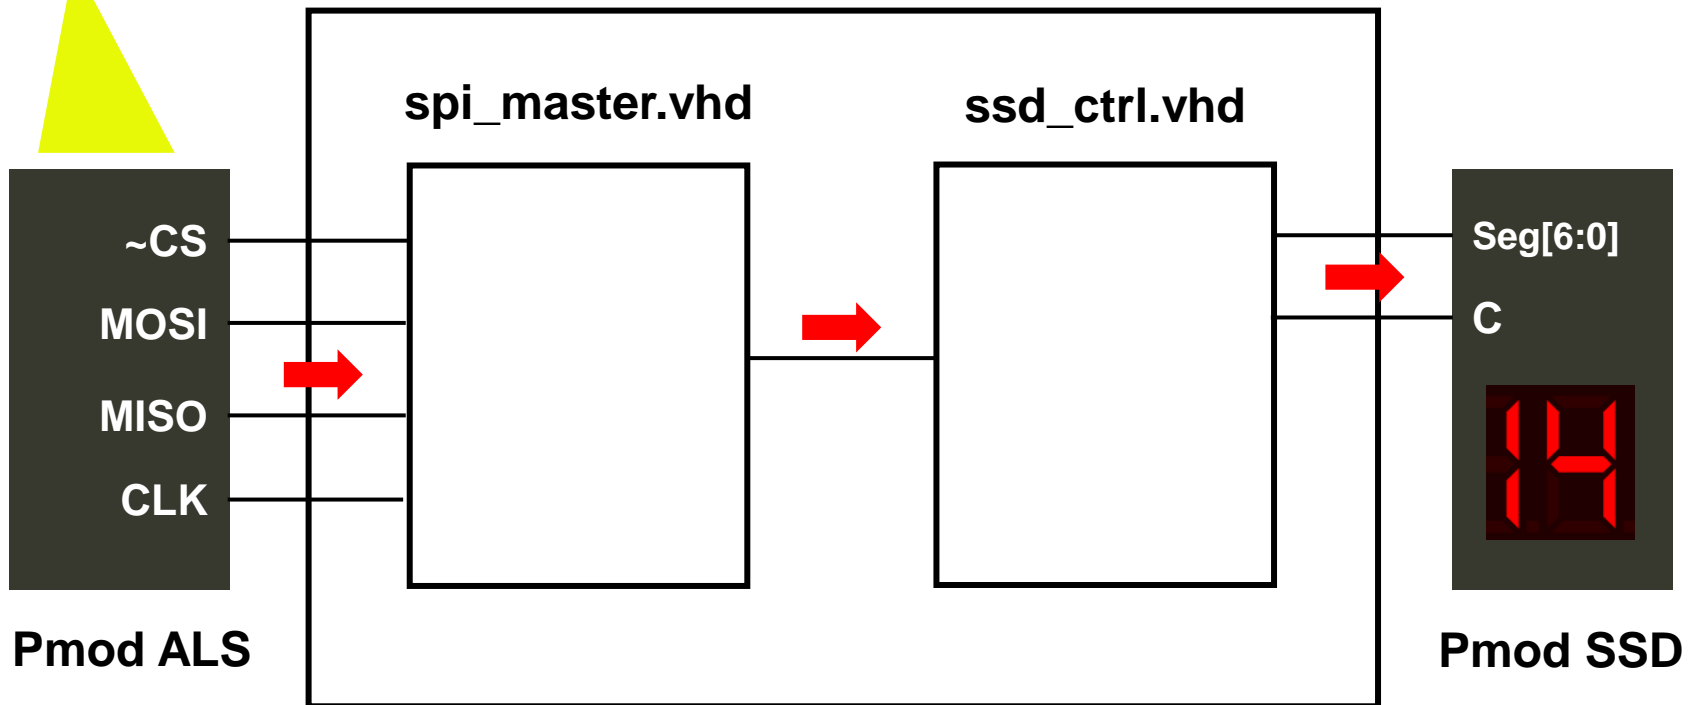 spi_master.vhd
ssd_ctrl.vhd
~CS
MOSI
MISO
CLK
Seg[6:0]
C
14
Pmod ALS
Pmod SSD